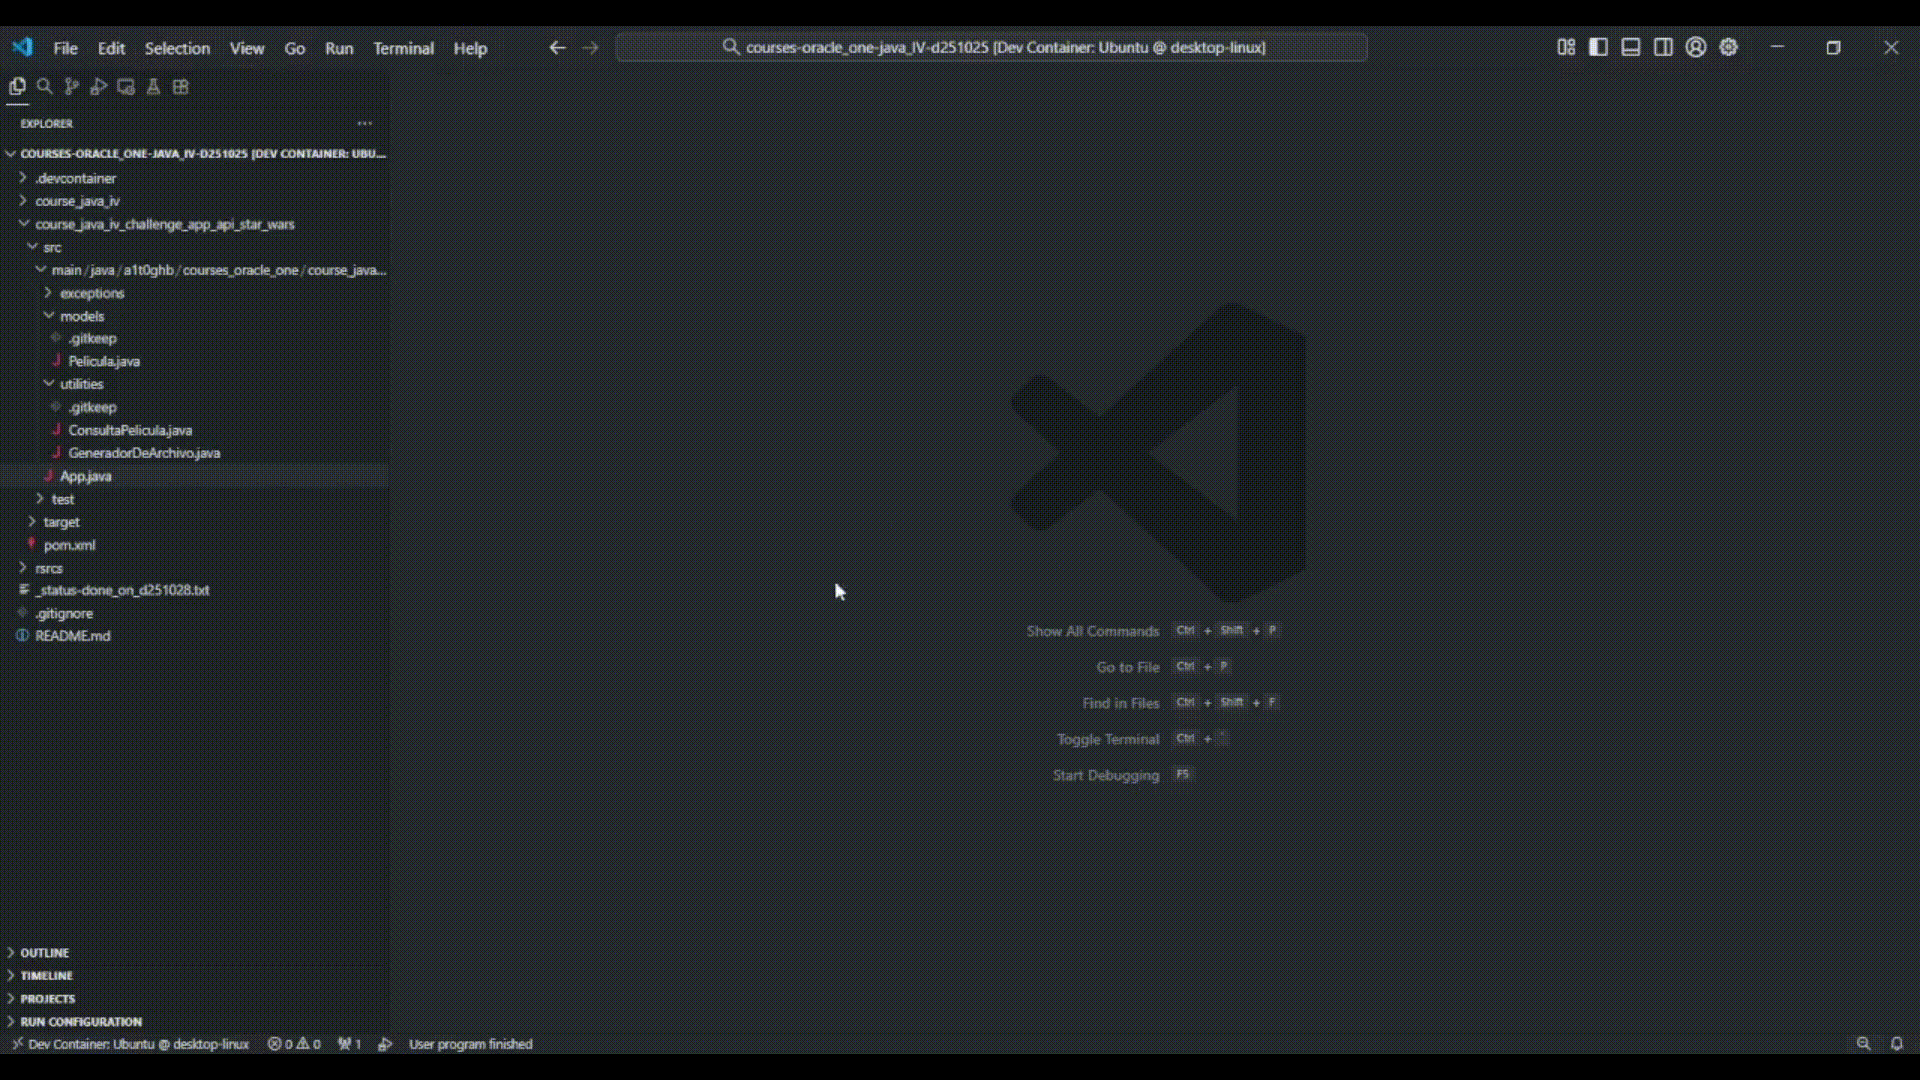 File Edit Selection View Go Run Terminal Help
courses-oracle_one-java_IV-d251025 [Dev Container: Ubuntu @ desktop-linux]
EXPLORER
COURSES-ORACLE_ONE-JAVA_IV-D251025 [DEV CONTAINER: UBU...
.devcontainer
course_java_iv
course_java_iv_challenge_app_api_star_wars
src
main/java/a1t0ghb/courses_oracle_one/course_java...
exceptions
models
.gitkeep
Pelicula.java
utilities
.gitkeep
ConsultaPelicula.java
GeneradorDeArchivo.java
App.java
test
target
pom.xml
rsrcs
_status-done_on_d251028.txt
.gitignore
README.md
Show All Commands Ctrl + Shift + P
Go to File Ctrl + P
Find in Files Ctrl + Shift + F
Toggle Terminal Ctrl + `
Start Debugging F5
OUTLINE
TIMELINE
PROJECTS
RUN CONFIGURATION
Dev Container: Ubuntu @ desktop-linux 0 0 1 User program finished